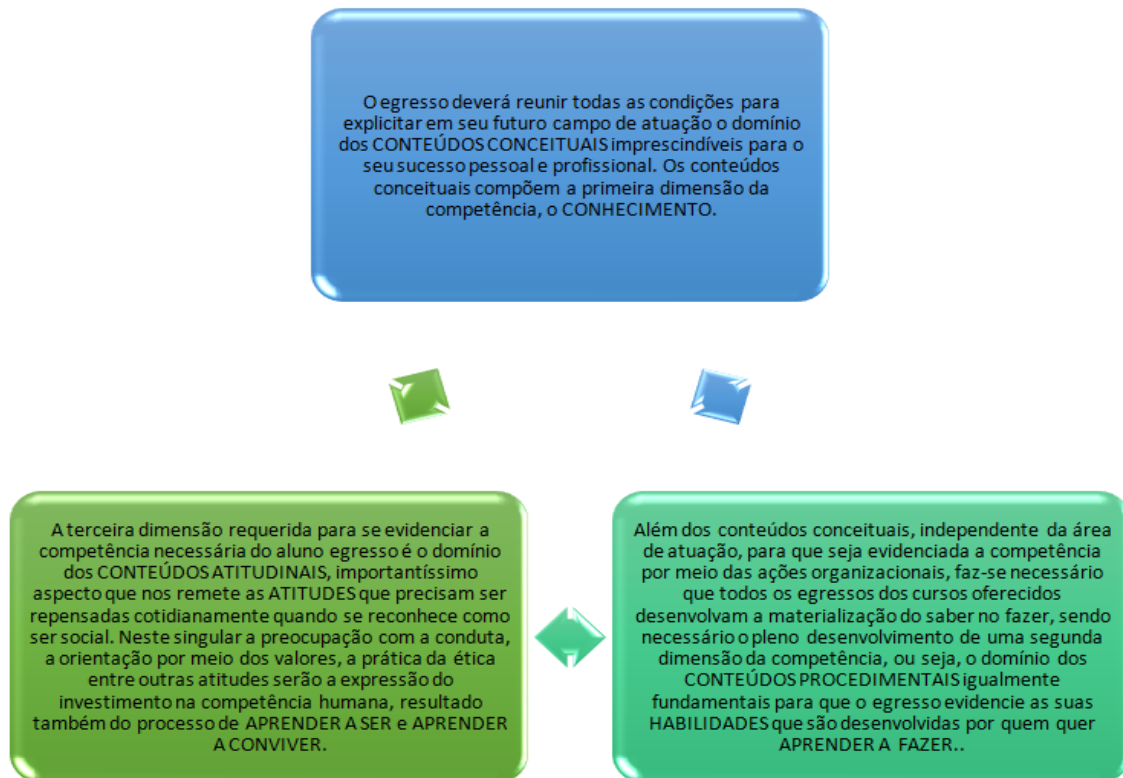 O egresso deverá reunir todas as condições para
explicitar em seu futuro campo de atuação o domínio
dos CONTEÚDOS CONCEITUAIS imprescindíveis para o
seu sucesso pessoal e profissional. Os conteúdos
conceituais compõem a primeira dimensão da
competência, o CONHECIMENTO.
A terceira dimensão requerida para se evidenciar a
competência necessária do aluno egresso é o domínio
dos CONTEÚDOS ATITUDINAIS, importantíssimo
aspecto que nos remete as ATITUDES que precisam ser
repensadas cotidianamente quando se reconhece como
ser social. Neste singular a preocupação com a conduta,
a orientação por meio dos valores, a prática da ética
entre outras atitudes serão a expressão do
investimento na competência humana, resultado
também do processo de APRENDER A SER e APRENDER
A CONVIVER.
Além dos conteúdos conceituais, independente da área
de atuação, para que seja evidenciada a competência
por meio das ações organizacionais, faz-se necessário
que todos os egressos dos cursos oferecidos
desenvolvam a materialização do saber no fazer, sendo
necessário o pleno desenvolvimento de uma segunda
dimensão da competência, ou seja, o domínio dos
CONTEÚDOS PROCEDIMENTAIS igualmente
fundamentais para que o egresso evidencie as suas
HABILIDADES que são desenvolvidas por quem quer
APRENDER A FAZER..